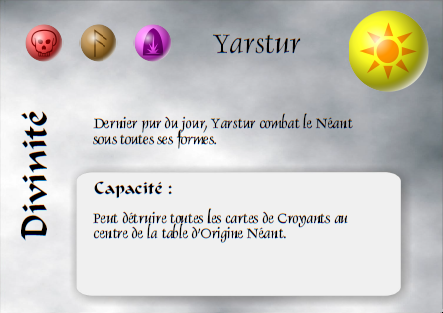 Yarstur
Divinité
Dernier pur du jour, Yarstur combat le Néant
sous toutes ses formes.
Capacité :
Peut détruire toutes les cartes de Croyants au
centre de la table d'Origine Néant.